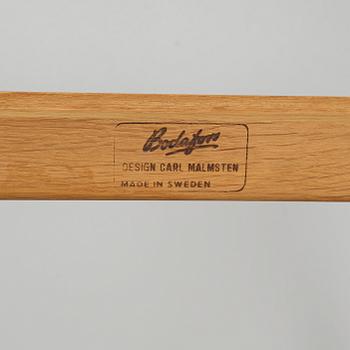 Bodafors
DESIGN CARL MALMSTEN
MADE IN SWEDEN